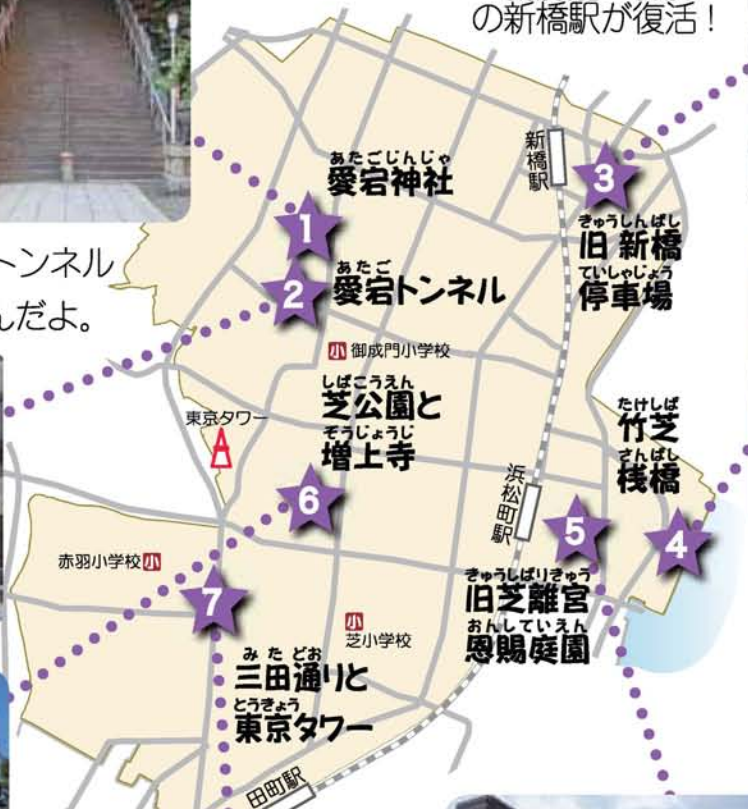 の新橋駅が復活！
トンネル
んだよ。
あたごじんじゃ
愛宕神社
1
あたご
愛宕トンネル
2
新橋駅
3
きゅうしんばし
旧 新橋
ていしゃじょう
停車場
小 御成門小学校
東京タワー
しばこうえん
芝公園と
ぞうじょうじ
増上寺
6
たけしば
竹芝
さんばし
桟橋
4
浜松町駅
5
きゅうしばりきゅう
旧芝離宮
おんしていえん
恩賜庭園
赤羽小学校 小
7
小
芝小学校
みたどお
三田通りと
とうきょう
東京タワー
田町駅